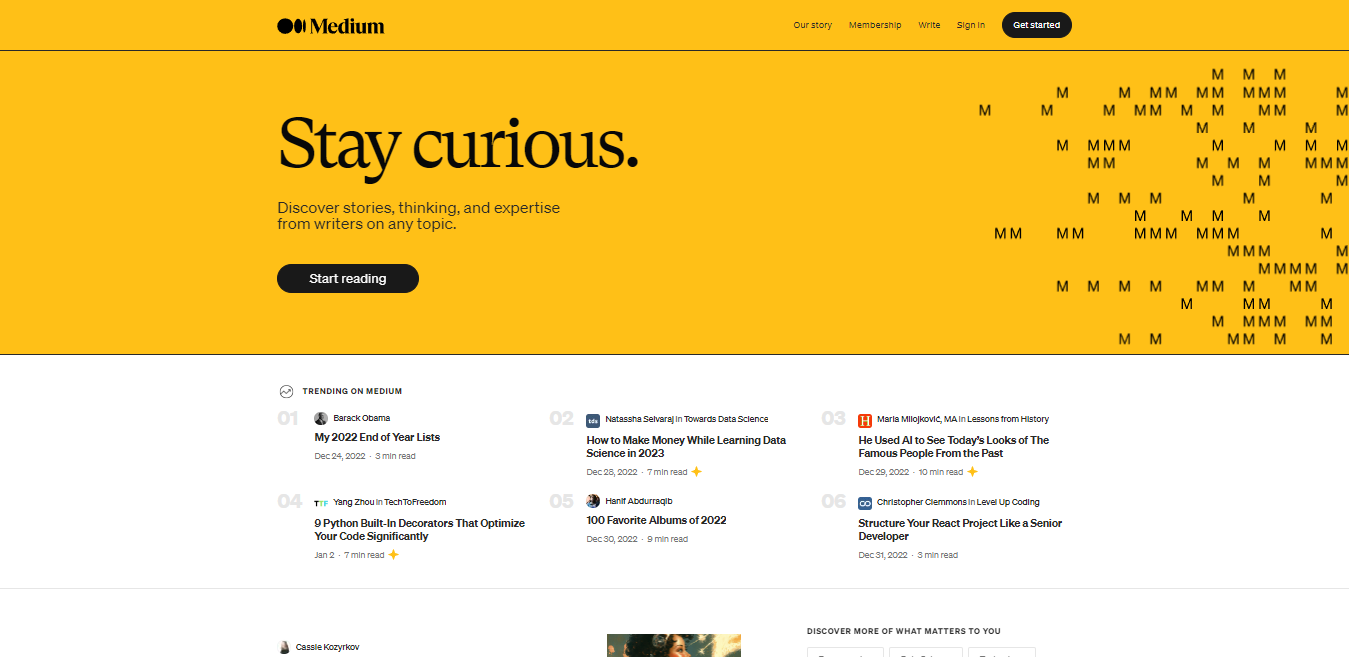 Medium
Our story Membership Write Sign In Get started
Stay curious.
Discover stories, thinking, and expertise
from writers on any topic.
Start reading
M M M
M M M M M M M M M M
M M M M M M M M M M
M M M
M M M M M M M M
M M M M M M M M
M M M
M M M M M
M M M M
M M M M M M M M M M M
M M M M
M M M M M
M M M M M M M M M
M M M M
M M M M M M
M M M M M M
TRENDING ON MEDIUM
01
Barack Obama
My 2022 End of Year Lists
Dec 24, 2022 · 3 min read
02
tds
Natassha Selvaraj in Towards Data Science
How to Make Money While Learning Data
Science in 2023
Dec 28, 2022 · 7 min read
03
H
Maria Milojković, MA in Lessons from History
He Used AI to See Today's Looks of The
Famous People From the Past
Dec 29, 2022 · 10 min read
04
TTF
Yang Zhou in TechToFreedom
9 Python Built-In Decorators That Optimize
Your Code Significantly
Jan 2 · 7 min read
05
Hanif Abdurraqib
100 Favorite Albums of 2022
Dec 30, 2022 · 9 min read
06
Christopher Clemmons in Level Up Coding
Structure Your React Project Like a Senior
Developer
Dec 31, 2022 · 3 min read
Cassie Kozyrkov
DISCOVER MORE OF WHAT MATTERS TO YOU